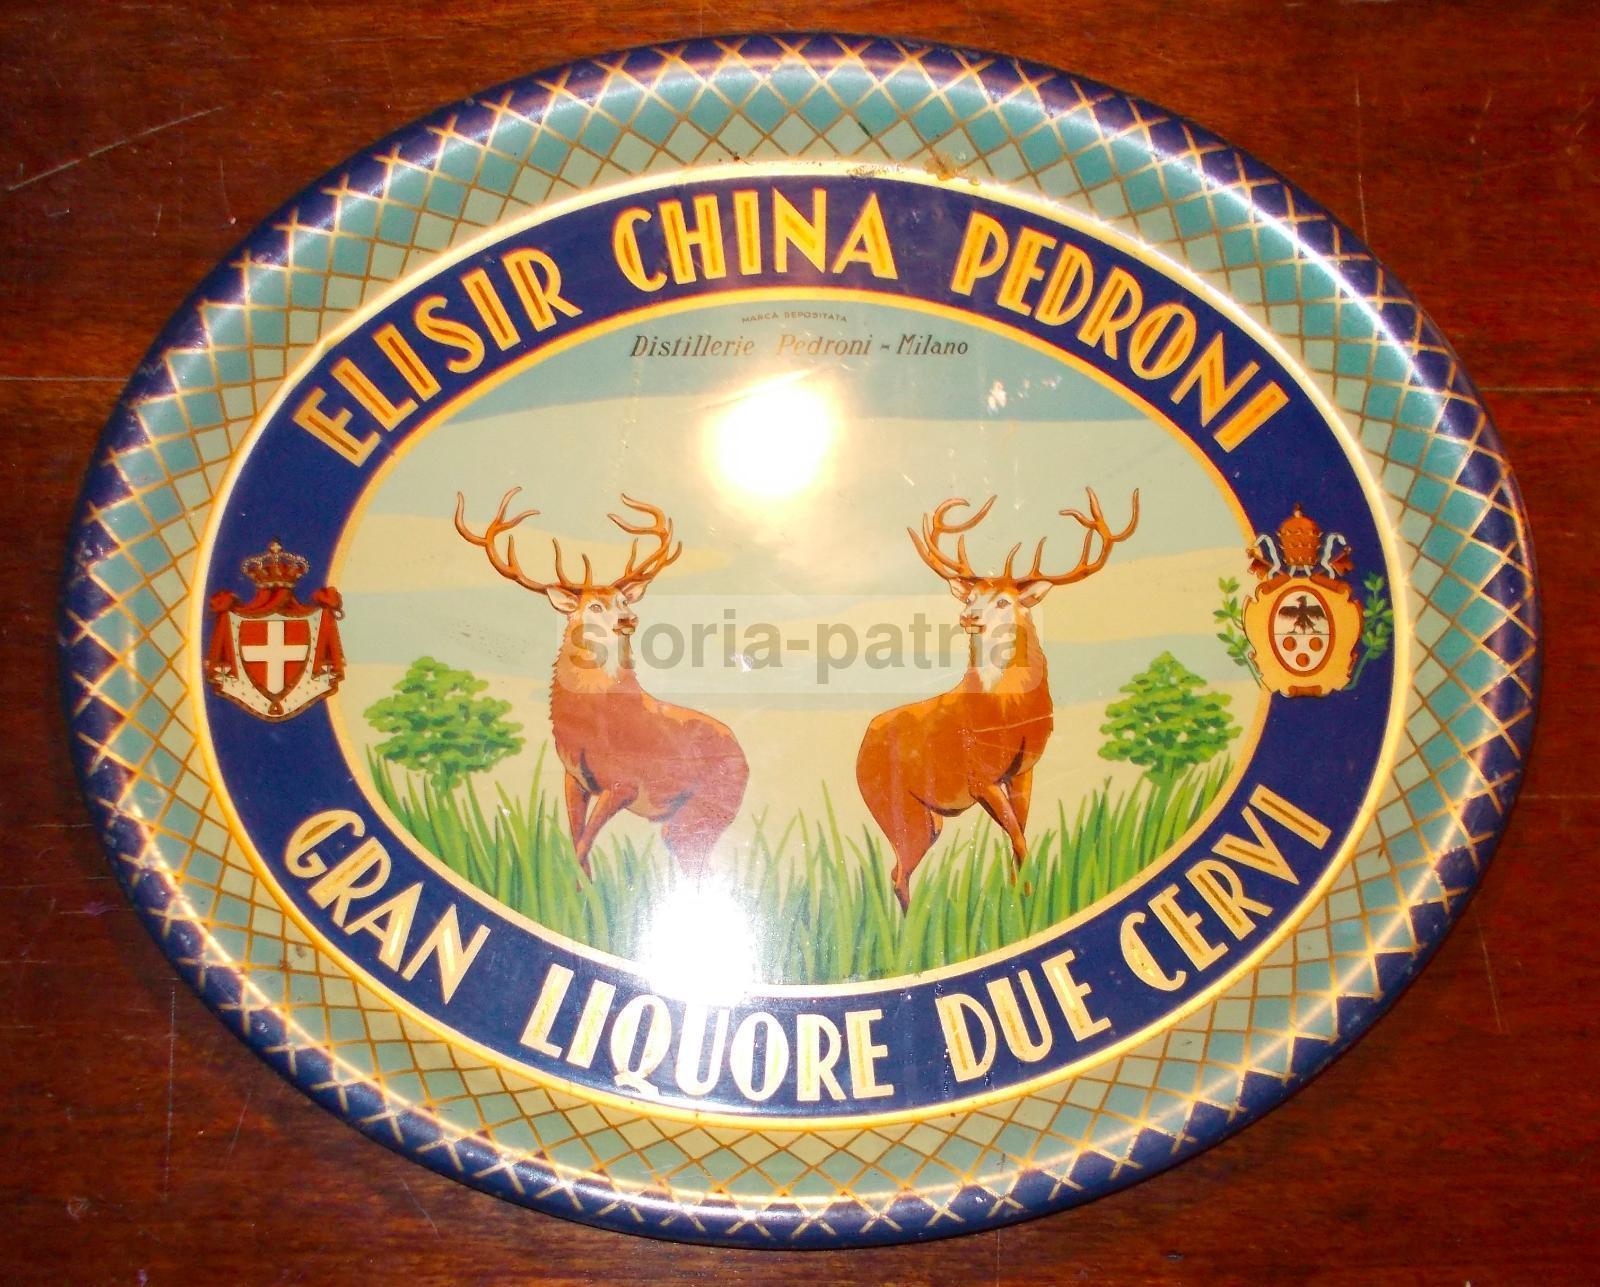 ELISIR CHINA PEDRONI
MARCA DEPOSITATA
Distillerie Pedroni - Milano
storia-patria
GRAN LIQUORE DUE CERVI